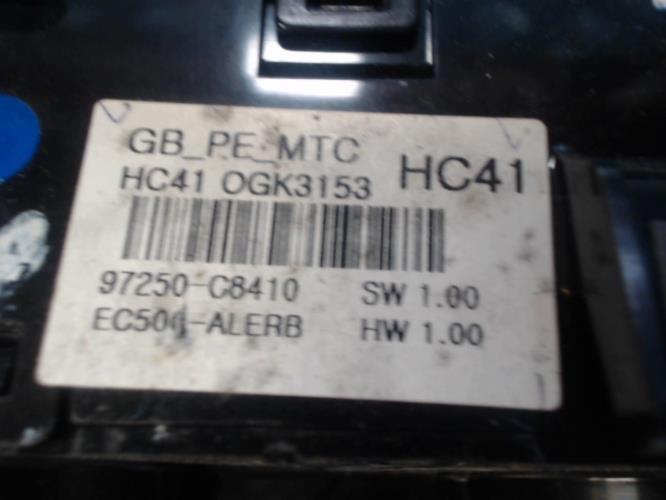 GB_PE_MTC
HC41 OGK3153 HC41
97250-C8410 SW 1.00
HW 1.00